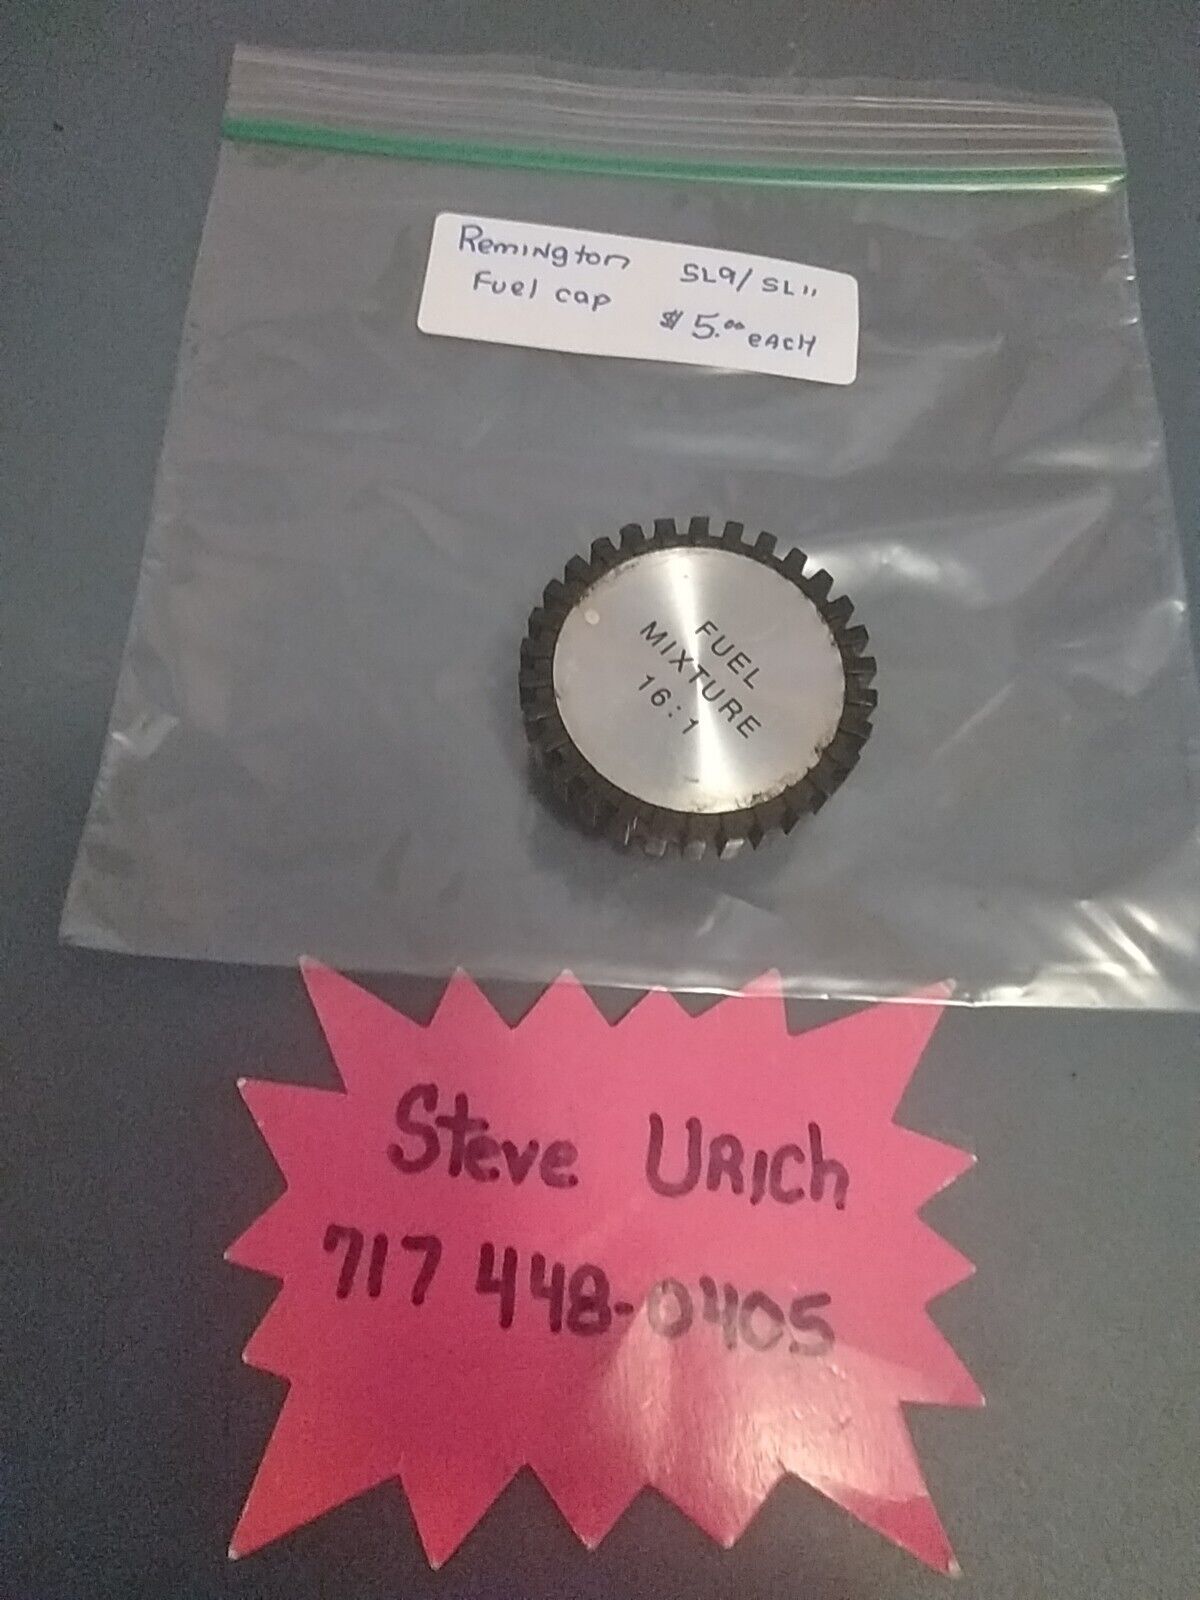 Remington SL9/SL11
Fuel cap $5.00 each
FUEL
MIXTURE
16:1
Steve URICh
717 448-0405